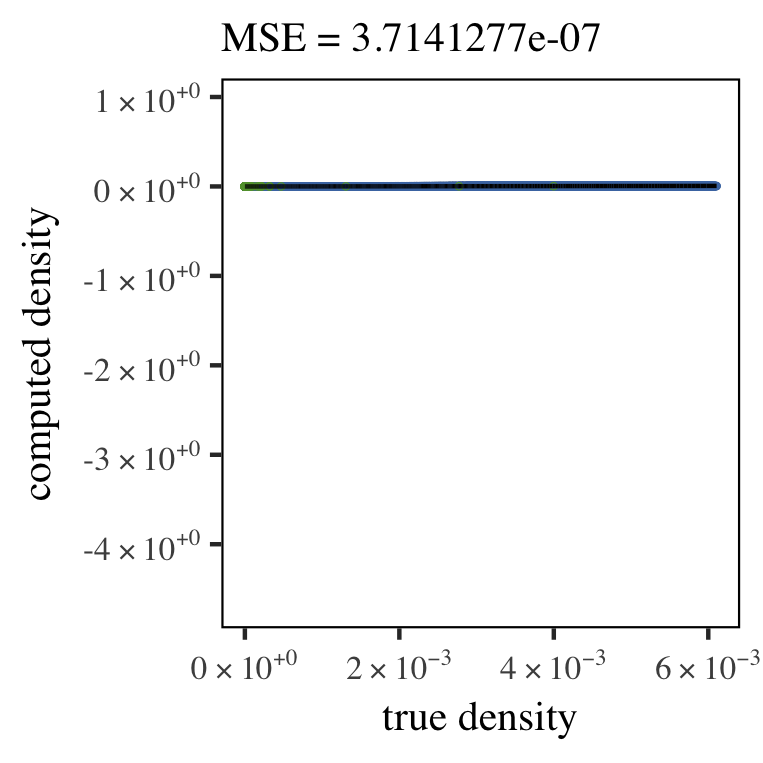 MSE = 3.7141277e-07
1 × 10⁺⁰
0 × 10⁺⁰
-1 × 10⁺⁰
-2 × 10⁺⁰
-3 × 10⁺⁰
-4 × 10⁺⁰
computed density
0 × 10⁺⁰ 2 × 10⁻³ 4 × 10⁻³ 6 × 10⁻³
true density